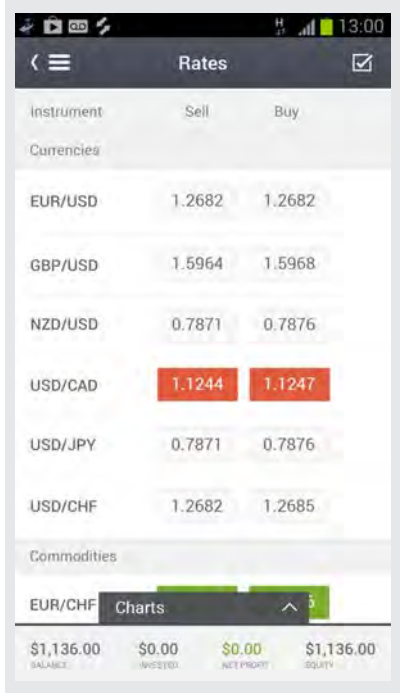 H
13:00
Rates
Instrument Sell Buy
Currencies
EUR/USD 1.2682 1.2682
GBP/USD 1.5964 1.5968
NZD/USD 0.7871 0.7876
USD/CAD 1.1244 1.1247
USD/JPY 0.7871 0.7876
USD/CHF 1.2682 1.2685
Commodities
EUR/CHF
Charts
$1,136.00 $0.00 $0.00 $1,136.00
BALANCE INVESTED NET PROFIT EQUITY